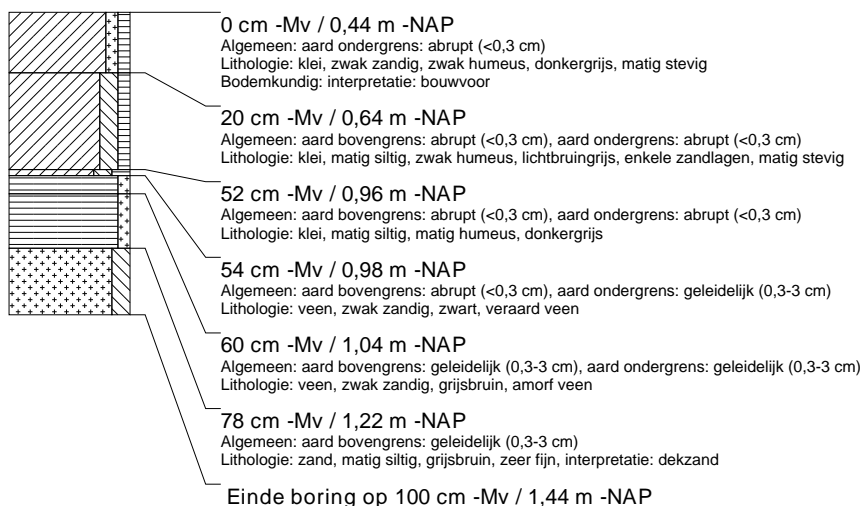 0 cm -Mv / 0,44 m -NAP
Algemeen: aard ondergrens: abrupt (<0,3 cm)
Lithologie: klei, zwak zandig, zwak humeus, donkergrijs, matig stevig
Bodemkundig: interpretatie: bouwvoor
20 cm -Mv / 0,64 m -NAP
Algemeen: aard bovengrens: abrupt (<0,3 cm), aard ondergrens: abrupt (<0,3 cm)
Lithologie: klei, matig siltig, zwak humeus, lichtbruingrijs, enkele zandlagen, matig stevig
52 cm -Mv / 0,96 m -NAP
Algemeen: aard bovengrens: abrupt (<0,3 cm), aard ondergrens: abrupt (<0,3 cm)
Lithologie: klei, matig siltig, matig humeus, donkergrijs
54 cm -Mv / 0,98 m -NAP
Algemeen: aard bovengrens: abrupt (<0,3 cm), aard ondergrens: geleidelijk (0,3-3 cm)
Lithologie: veen, zwak zandig, zwart, veraard veen
60 cm -Mv / 1,04 m -NAP
Algemeen: aard bovengrens: geleidelijk (0,3-3 cm), aard ondergrens: geleidelijk (0,3-3 cm)
Lithologie: veen, zwak zandig, grijsbruin, amorf veen
78 cm -Mv / 1,22 m -NAP
Algemeen: aard bovengrens: geleidelijk (0,3-3 cm)
Lithologie: zand, matig siltig, grijsbruin, zeer fijn, interpretatie: dekzand
Einde boring op 100 cm -Mv / 1,44 m -NAP